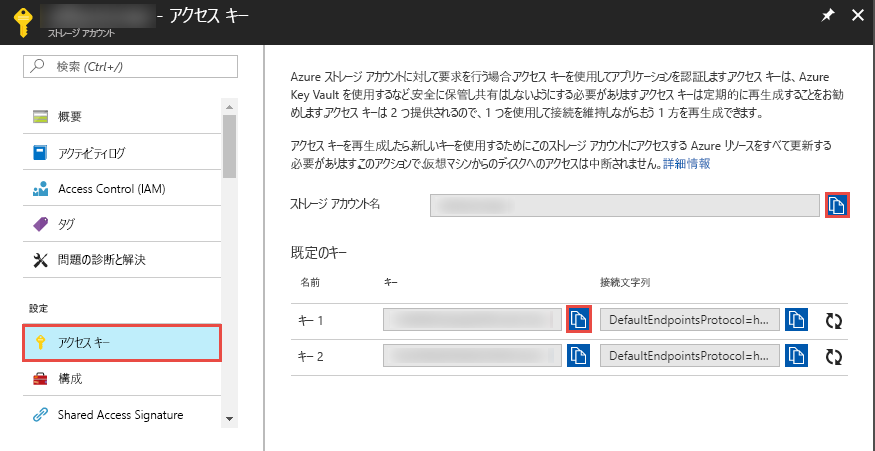 - アクセス キー
ストレージ アカウント
検索 (Ctrl+/)
概要
アクティビティ ログ
Access Control (IAM)
タグ
問題の診断と解決
設定
アクセス キー
構成
Shared Access Signature
Azure ストレージ アカウントに対して要求を行う場合､アクセス キーを使用してアプリケーションを認証します｡アクセス キーは、Azure
Key Vault を使用するなど､安全に保管し共有はしないようにする必要があります｡アクセス キーは定期的に再生成することをお勧
めします｡アクセス キーは 2 つ提供されるので、1 つを使用して接続を維持しながらもう 1 方を再生成できます。
アクセス キーを再生成したら､新しいキーを使用するためにこのストレージ アカウントにアクセスする Azure リソースをすべて更新する
必要があります｡このアクションで､仮想マシンからのディスクへのアクセスは中断されません。詳細情報
ストレージ アカウント名
既定のキー
名前 キー 接続文字列
キー 1 DefaultEndpointsProtocol=h...
キー 2 DefaultEndpointsProtocol=h...